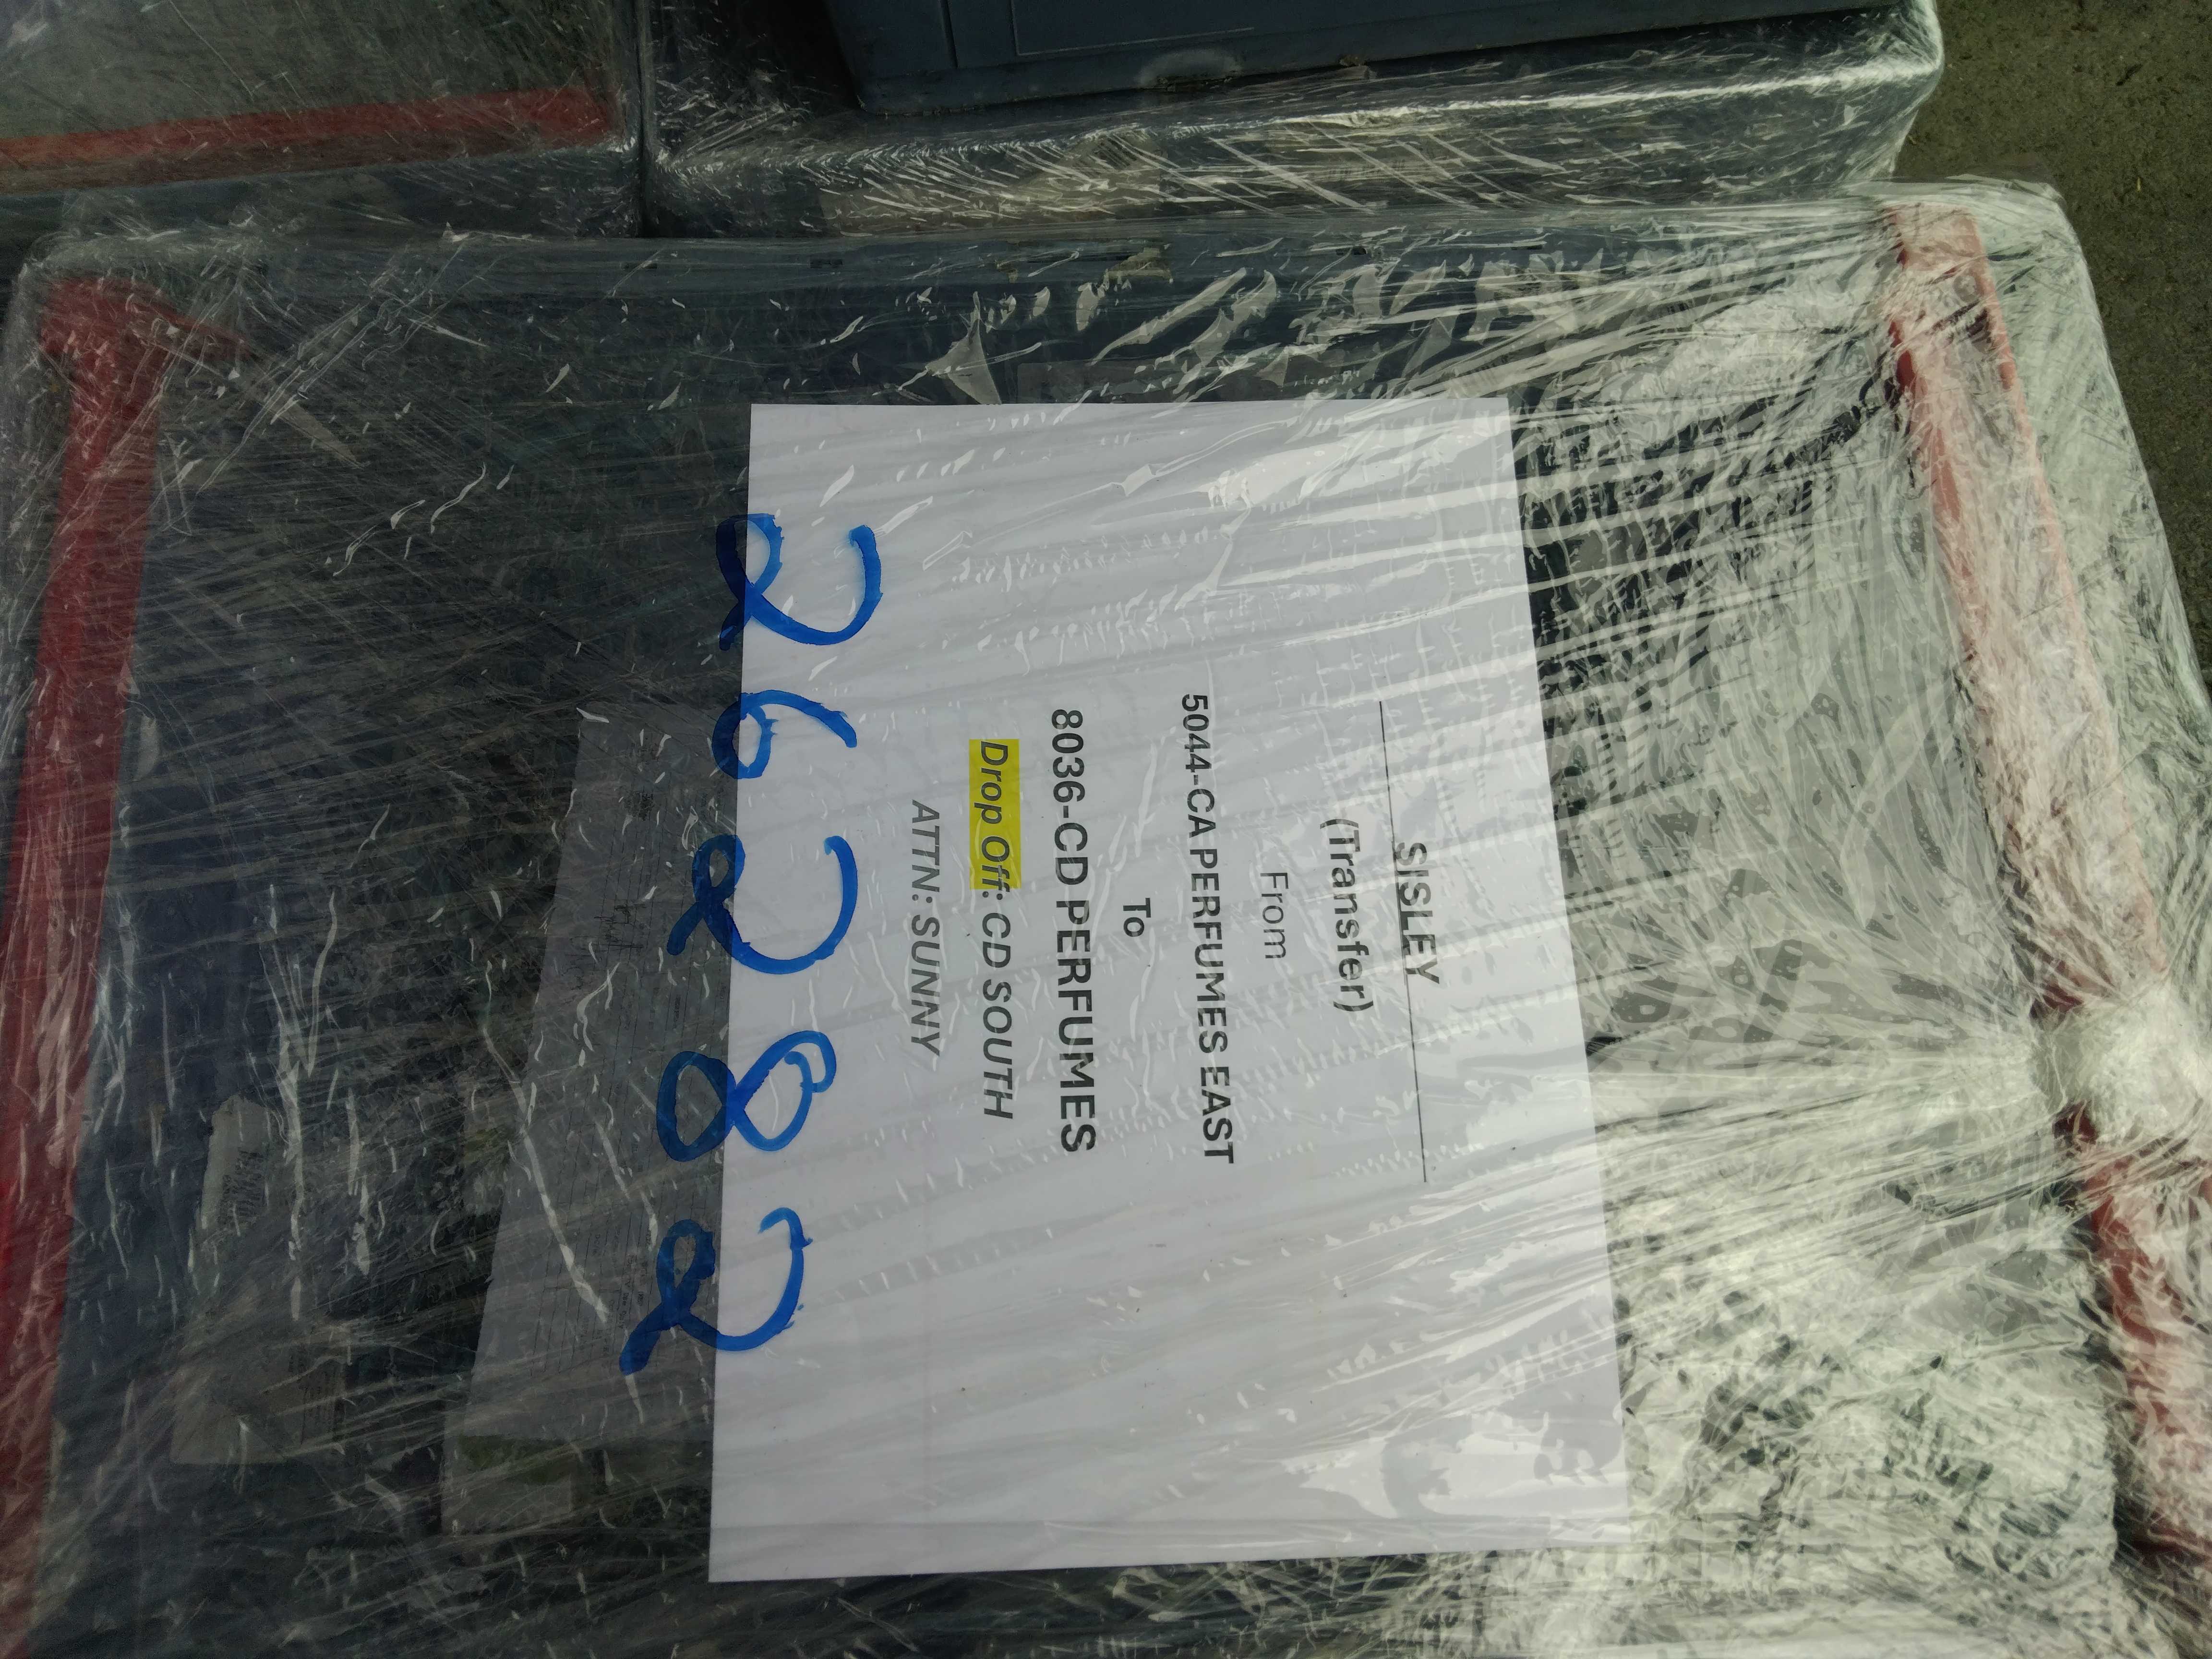 SISLEY
(Transfer)
From
5044-CA PERFUMES EAST
To
8036-CD PERFUMES
Drop Off: CD SOUTH
ATTN: SUNNY
26282